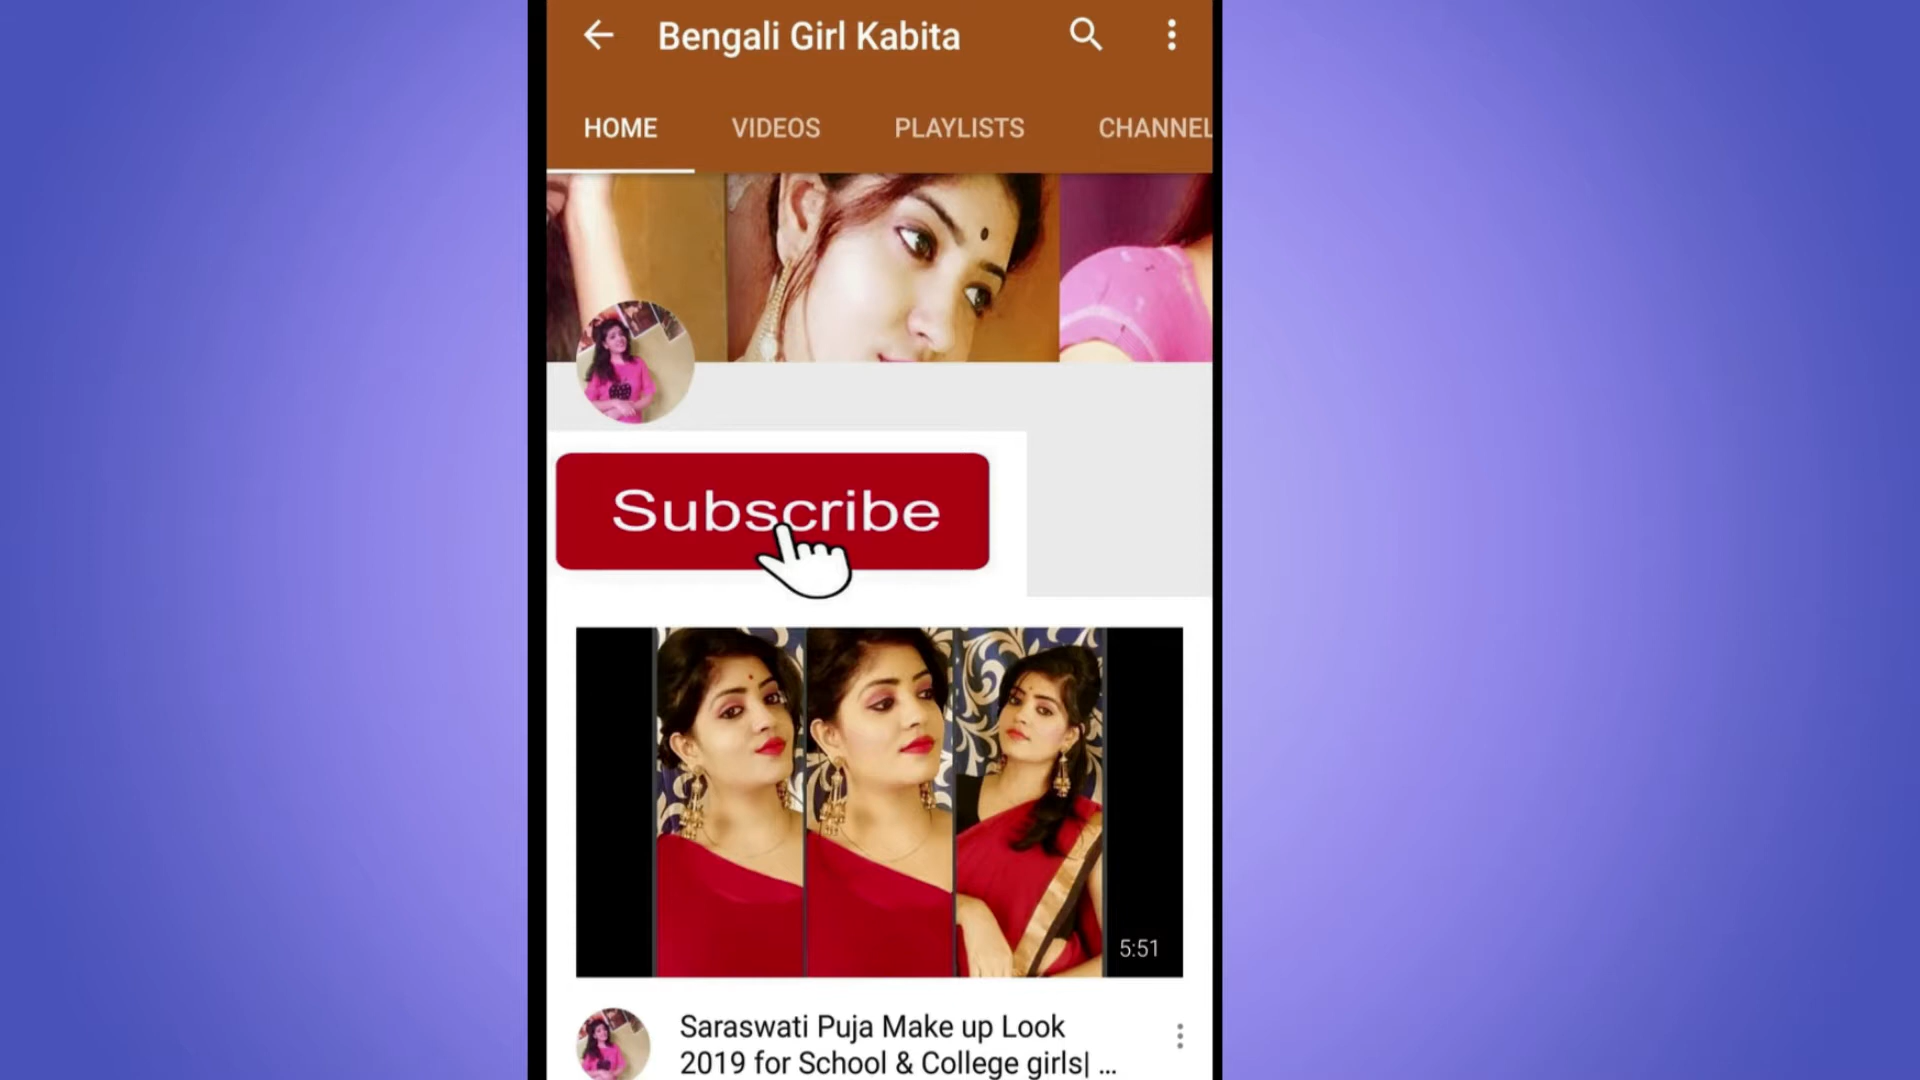 Bengali Girl Kabita
HOME VIDEOS PLAYLISTS CHANNEL
Subscribe
5:51
Saraswati Puja Make up Look
2019 for School & College girls| ...